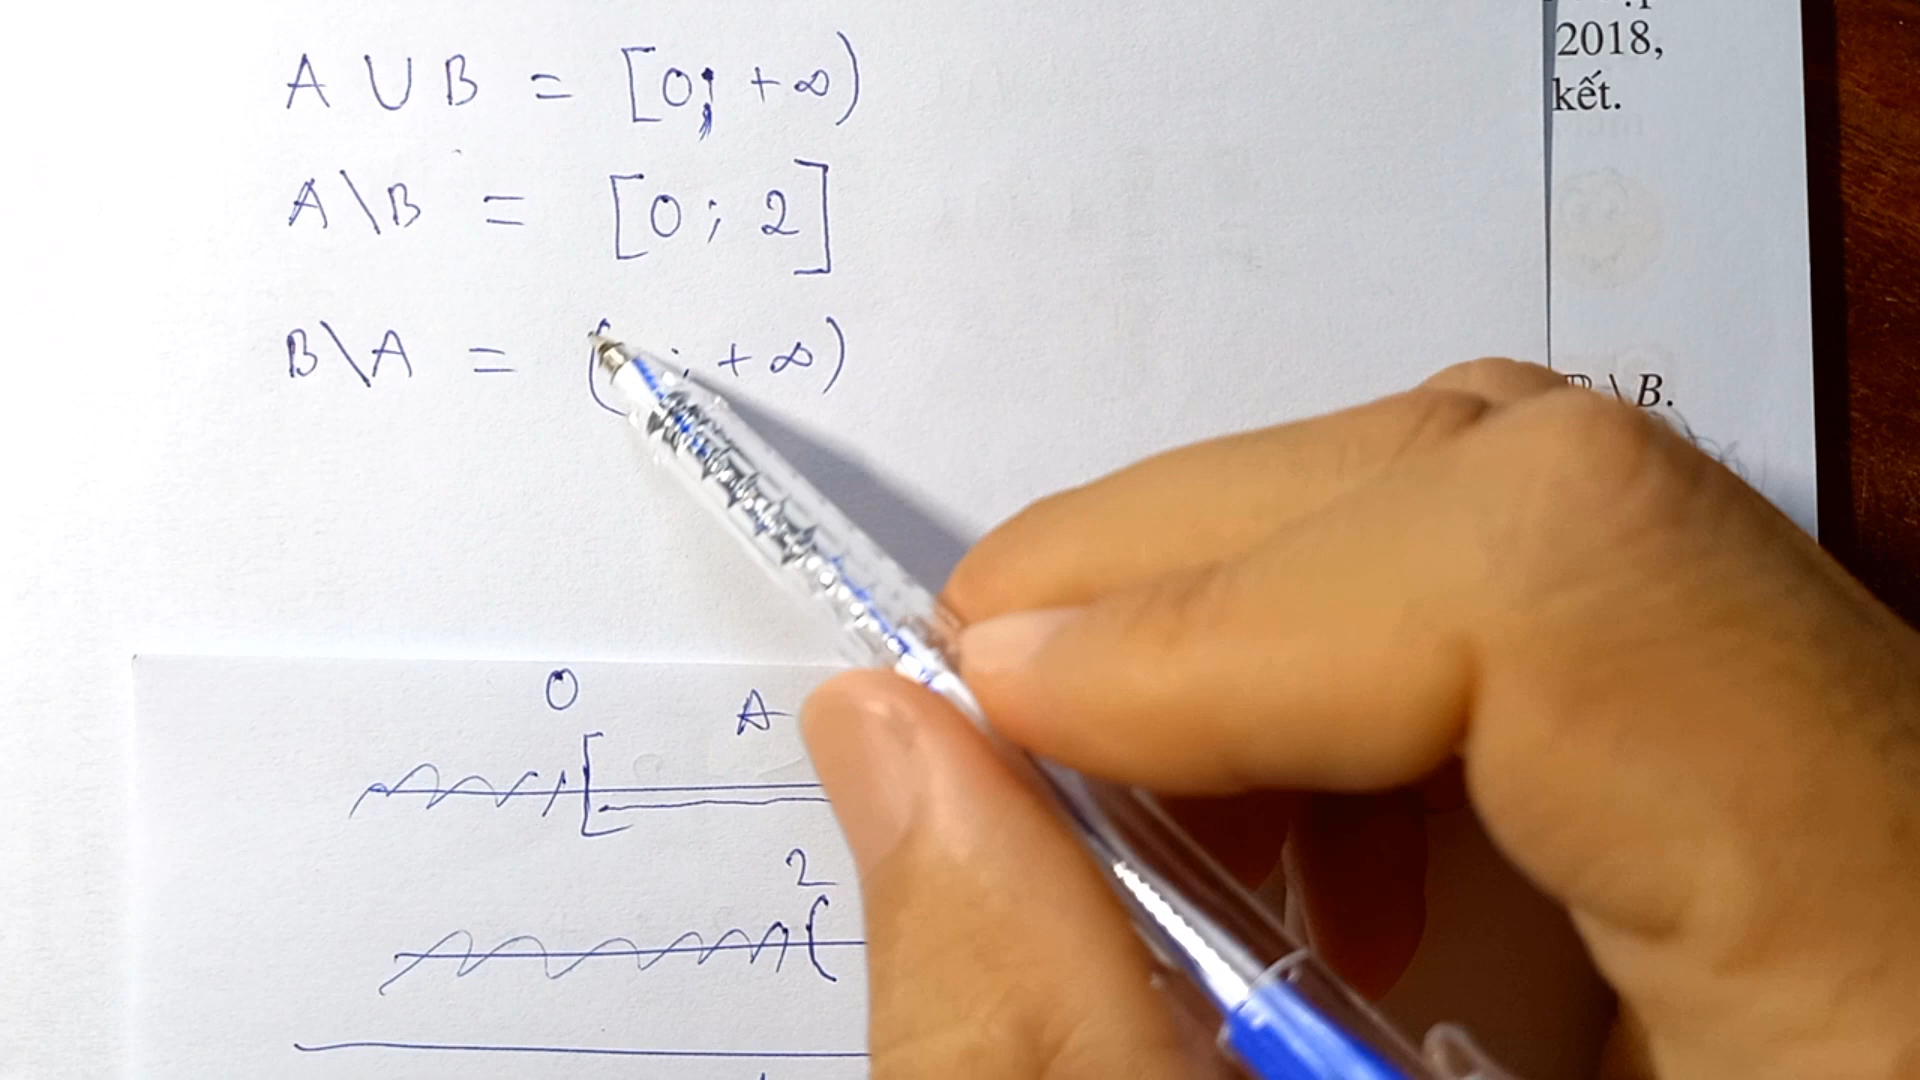 A ∪ B = [0; +∞)
A\B = [0; 2]
B\A = ( ; +∞)
2018,
kết.
\ B.
0
A
2